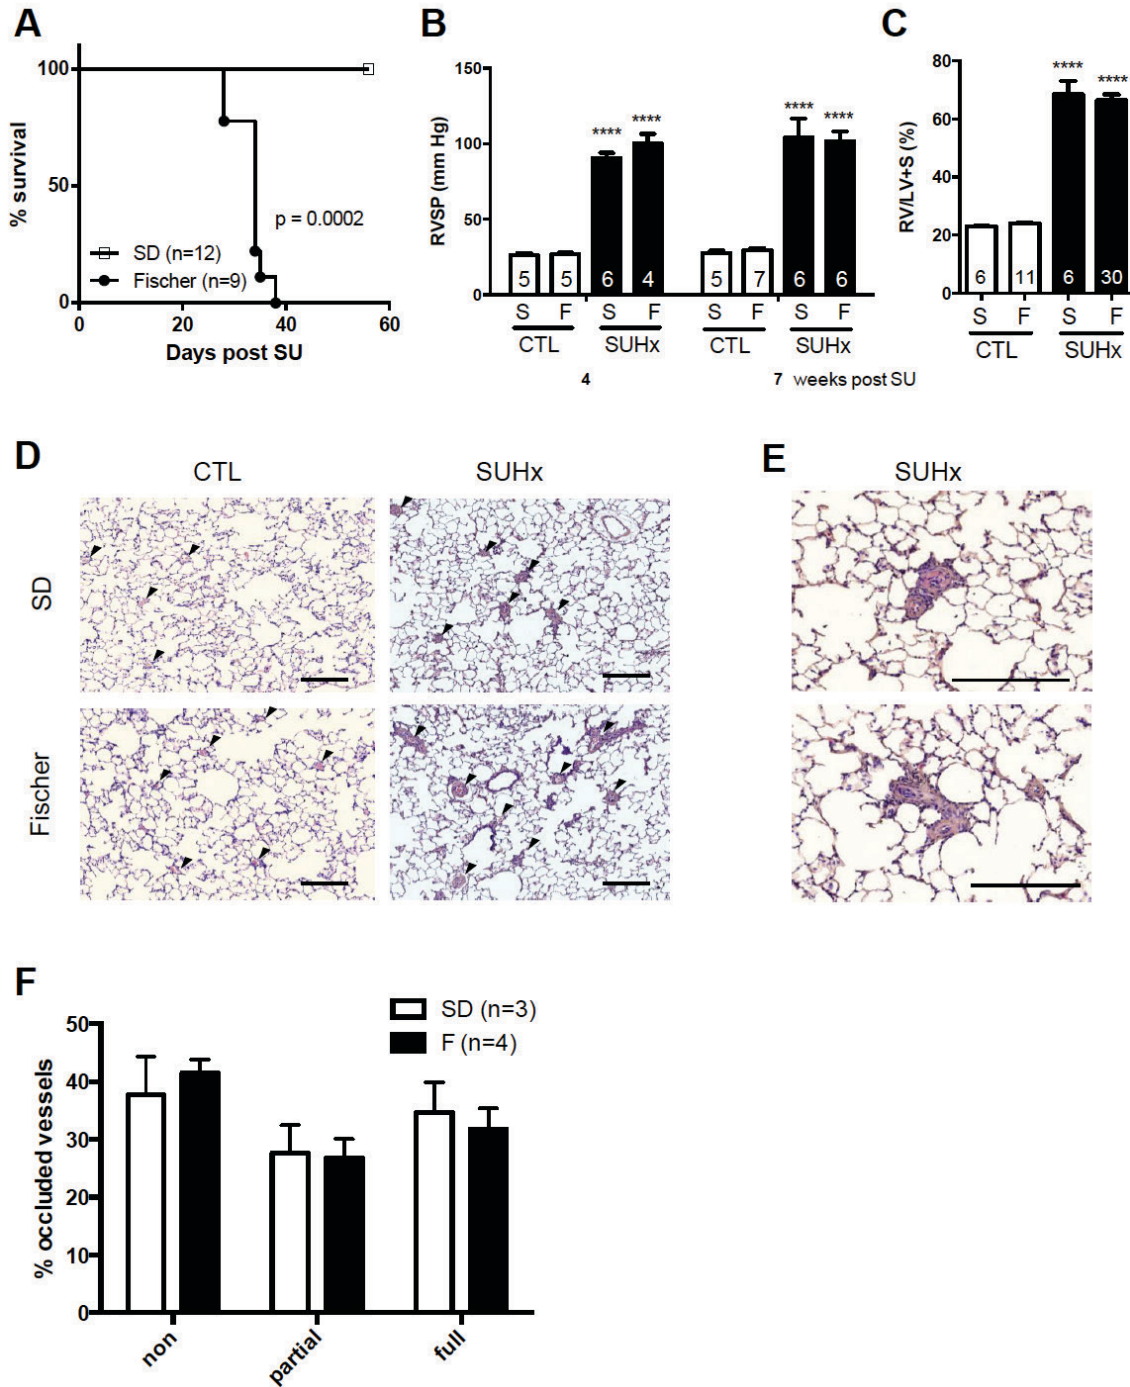 A
100
50
0
% survival
p = 0.0002
SD (n=12)
Fischer (n=9)
0 20 40 60
Days post SU
B
150
100
50
0
RVSP (mm Hg)
**** **** **** ****
5 5 6 4 5 7 6 6
S F S F S F S F
CTL SUHx CTL SUHx
4 7 weeks post SU
C
80
60
40
20
0
RV/LV+S (%)
**** ****
6 11 6 30
S F S F
CTL SUHx
D
CTL SUHx
SD
Fischer
E
SUHx
F
SD (n=3)
F (n=4)
50
40
30
20
10
0
% occluded vessels
non partial full